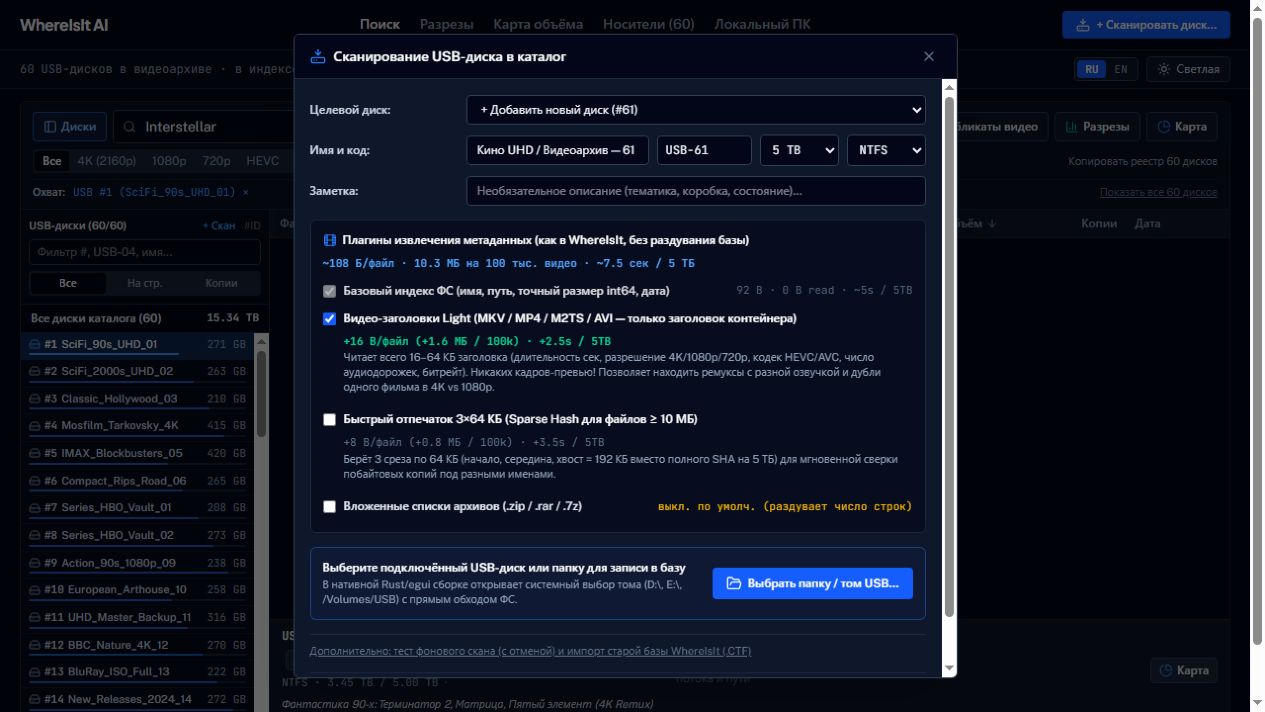 WhereIsIt AI
Поиск Разрезы Карта объёма Носители (60) Локальный ПК
+ Сканировать диск...
60 USB-дисков в видеоархиве · в индекс
RU EN Светлая
Диски
Interstellar
бликаты видео Разрезы Карта
Все 4K (2160p) 1080p 720p HEVC
Копировать реестр 60 дисков
Охват: USB #1 (SciFi_90s_UHD_01) ×
Показать все 60 дисков
USB-диски (60/60) + Скан #ID
Фа
ъём ↓ Копии Дата
Фильтр #, USB-04, имя...
Все На стр. Копии
Все диски каталога (60) 15.34 TB
#1 SciFi_90s_UHD_01 271 GB
#2 SciFi_2000s_UHD_02 263 GB
#3 Classic_Hollywood_03 210 GB
#4 Mosfilm_Tarkovsky_4K 415 GB
#5 IMAX_Blockbusters_05 420 GB
#6 Compact_Rips_Road_06 265 GB
#7 Series_HBO_Vault_01 208 GB
#8 Series_HBO_Vault_02 273 GB
#9 Action_90s_1080p_09 238 GB
#10 European_Arthouse_10 258 GB
#11 UHD_Master_Backup_11 316 GB
#12 BBC_Nature_4K_12 270 GB
#13 BluRay_ISO_Full_13 222 GB
#14 New_Releases_2024_14 272 GB
Сканирование USB-диска в каталог
Целевой диск: + Добавить новый диск (#61)
Имя и код: Кино UHD / Видеоархив — 61 USB-61 5 TB NTFS
Заметка: Необязательное описание (тематика, коробка, состояние)...
Плагины извлечения метаданных (как в WhereIsIt, без раздувания базы)
~108 Б/файл · 10.3 МБ на 100 тыс. видео · ~7.5 сек / 5 ТБ
Базовый индекс ФС (имя, путь, точный размер int64, дата) 92 B · 0 B read · ~5s / 5TB
Видео-заголовки Light (MKV / MP4 / M2TS / AVI — только заголовок контейнера)
+16 B/файл (+1.6 МБ / 100k) · +2.5s / 5TB
Читает всего 16–64 КБ заголовка (длительность сек, разрешение 4K/1080p/720p, кодек HEVC/AVC, число
аудиодорожек, битрейт). Никаких кадров-превью! Позволяет находить ремуксы с разной озвучкой и дубли
одного фильма в 4K vs 1080p.
Быстрый отпечаток 3×64 КБ (Sparse Hash для файлов ≥ 10 МБ)
+8 B/файл (+0.8 МБ / 100k) · +3.5s / 5TB
Берёт 3 среза по 64 КБ (начало, середина, хвост = 192 КБ вместо полного SHA на 5 ТБ) для мгновенной сверки
побайтовых копий под разными именами.
Вложенные списки архивов (.zip / .rar / .7z) выкл. по умолч. (раздувает число строк)
Выберите подключённый USB-диск или папку для записи в базу
В нативной Rust/egui сборке открывает системный выбор тома (D:\, E:\,
/Volumes/USB) с прямым обходом ФС.
Выбрать папку / том USB...
Дополнительно: тест фонового скана (с отменой) и импорт старой базы WhereIsIt (.CTF)
US
Карта
NTFS · 3.45 TB / 5.00 TB ·
потока и пути
Фантастика 90-х: Терминатор 2, Матрица, Пятый элемент (4K Remux)